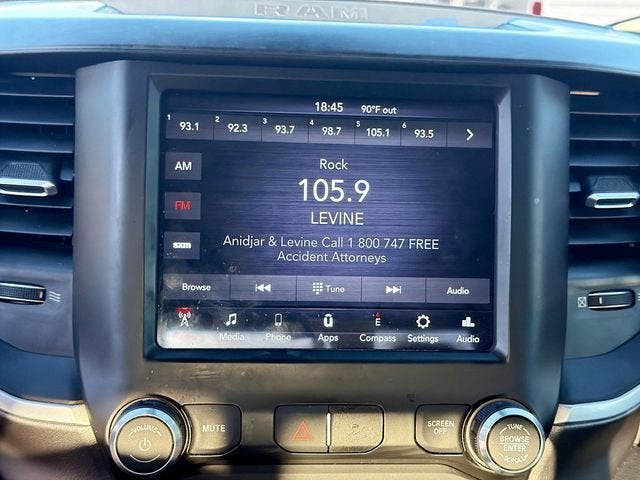 RAM
18:45 90°F out
1 93.1 2 92.3 3 93.7 4 98.7 5 105.1 6 93.5
AM
Rock
105.9
FM
LEVINE
sxm
Anidjar & Levine Call 1 800 747 FREE
Accident Attorneys
Browse Tune Audio
E
Media Phone Apps Compass Settings Audio
VOLUME
MUTE
P
SCREEN
OFF
TUNE
BROWSE
ENTER
SCROLL